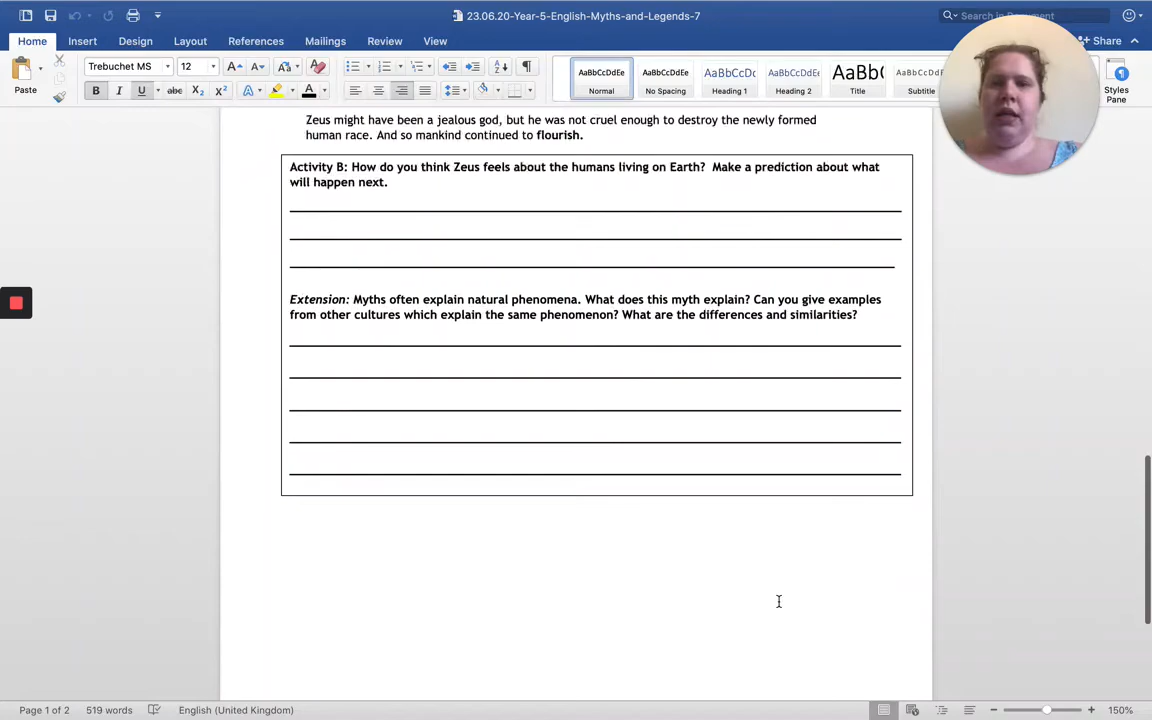 23.06.20-Year-5-English-Myths-and-Legends-7
Search in Document
Home Insert Design Layout References Mailings Review View Share
Paste
Trebuchet MS 12
AaBbCcDdEe AaBbCcDdEe AaBbCcDc AaBbCcDdEe AaBb( AaBbCcDdEe
Normal No Spacing Heading 1 Heading 2 Title Subtitle
Styles
Pane
Zeus might have been a jealous god, but he was not cruel enough to destroy the newly formed
human race. And so mankind continued to flourish.
Activity B: How do you think Zeus feels about the humans living on Earth? Make a prediction about what
will happen next.
Extension: Myths often explain natural phenomena. What does this myth explain? Can you give examples
from other cultures which explain the same phenomenon? What are the differences and similarities?
Page 1 of 2 519 words English (United Kingdom) 150%